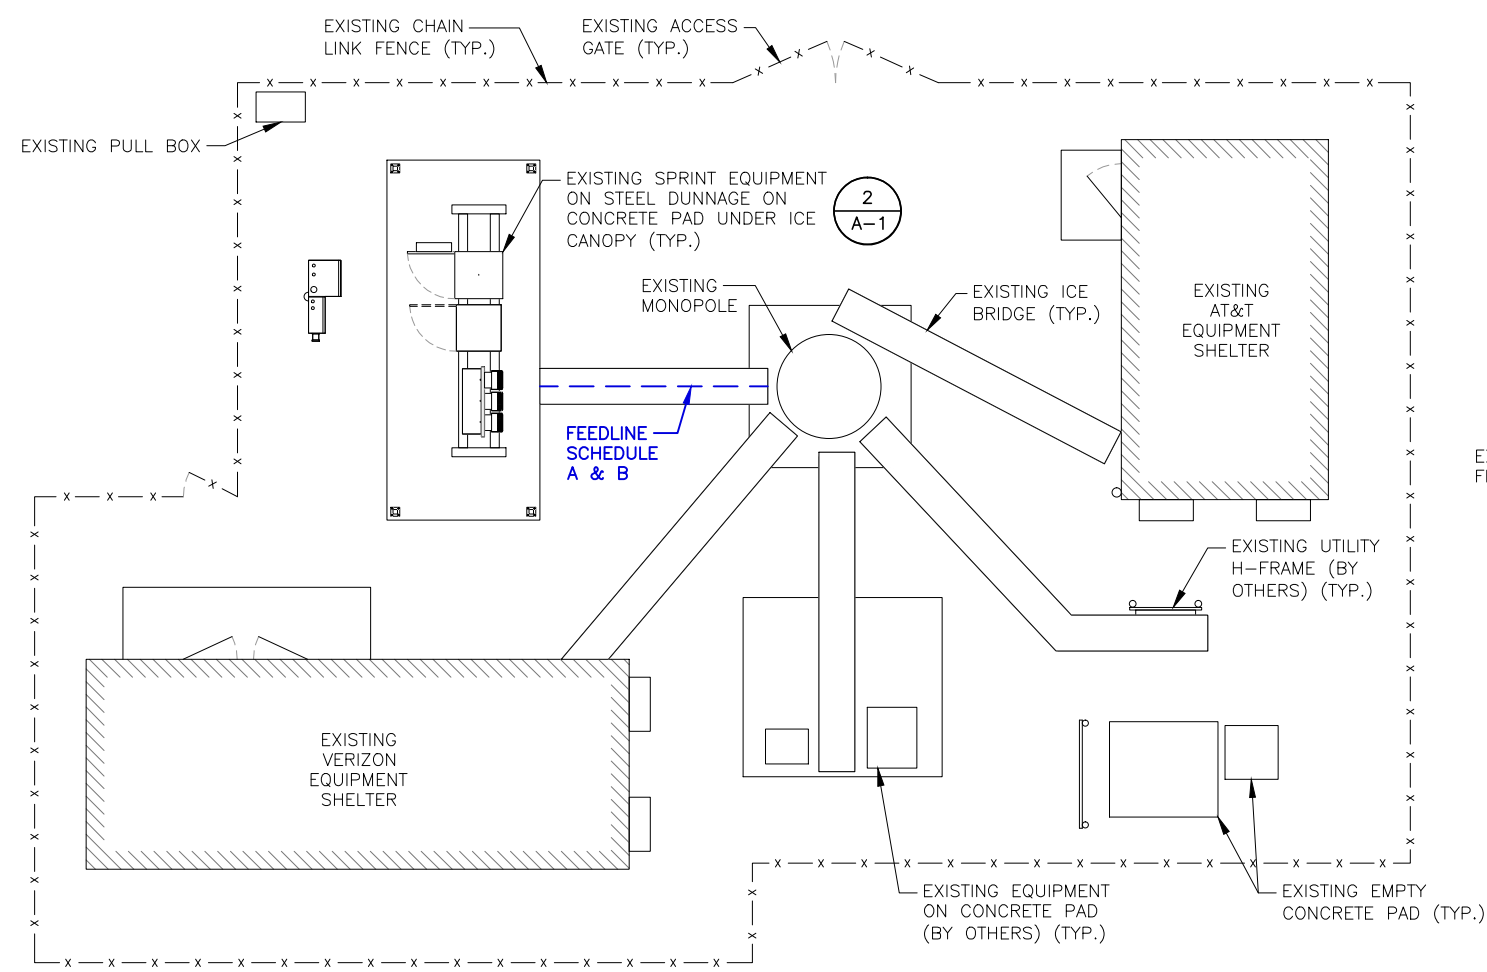 EXISTING CHAIN
LINK FENCE (TYP.)
EXISTING ACCESS
GATE (TYP.)
EXISTING PULL BOX
EXISTING SPRINT EQUIPMENT
ON STEEL DUNNAGE ON
CONCRETE PAD UNDER ICE
CANOPY (TYP.)
2
A-1
EXISTING
MONOPOLE
EXISTING ICE
BRIDGE (TYP.)
EXISTING
AT&T
EQUIPMENT
SHELTER
FEEDLINE
SCHEDULE
A & B
EXISTING UTILITY
H-FRAME (BY
OTHERS) (TYP.)
EXISTING
VERIZON
EQUIPMENT
SHELTER
EXISTING EQUIPMENT
ON CONCRETE PAD
(BY OTHERS) (TYP.)
EXISTING EMPTY
CONCRETE PAD (TYP.)